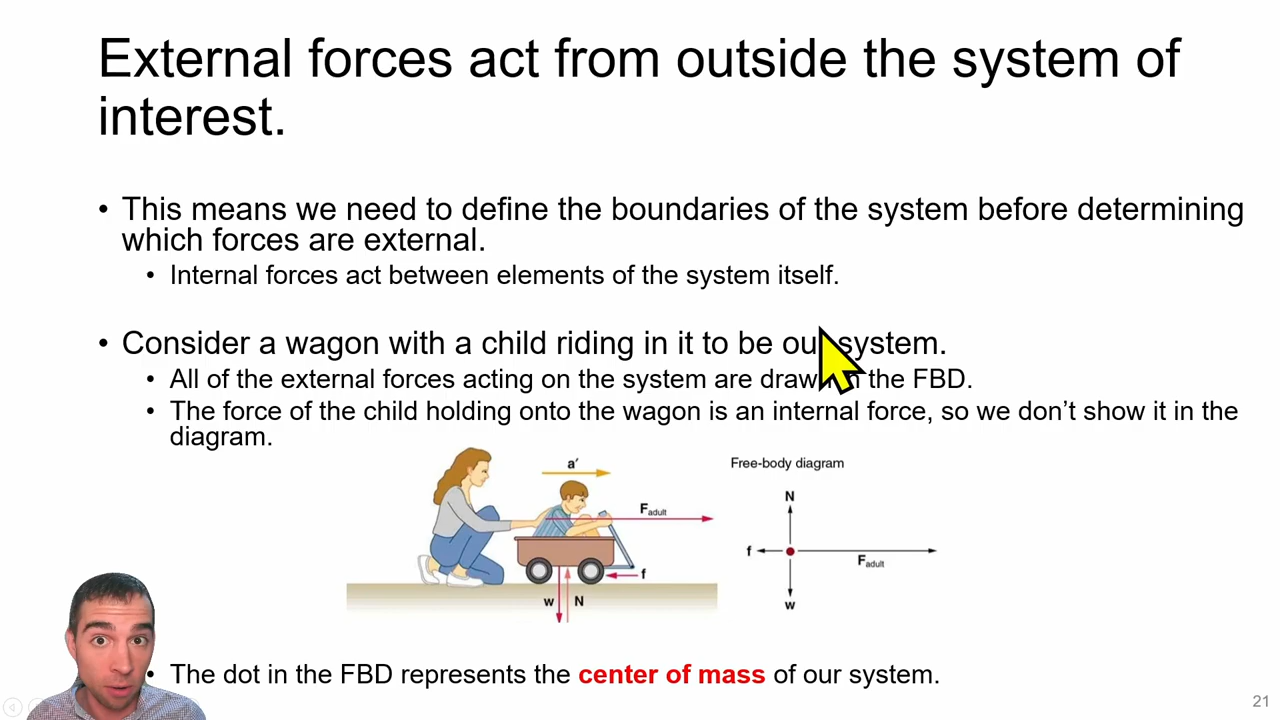 External forces act from outside the system of
interest.
• This means we need to define the boundaries of the system before determining
which forces are external.
• Internal forces act between elements of the system itself.
• Consider a wagon with a child riding in it to be our system.
• All of the external forces acting on the system are drawn in the FBD.
• The force of the child holding onto the wagon is an internal force, so we don’t show it in the
diagram.
a′
F adult
f
w N
Free-body diagram
N
f
F adult
w
• The dot in the FBD represents the center of mass of our system.
21